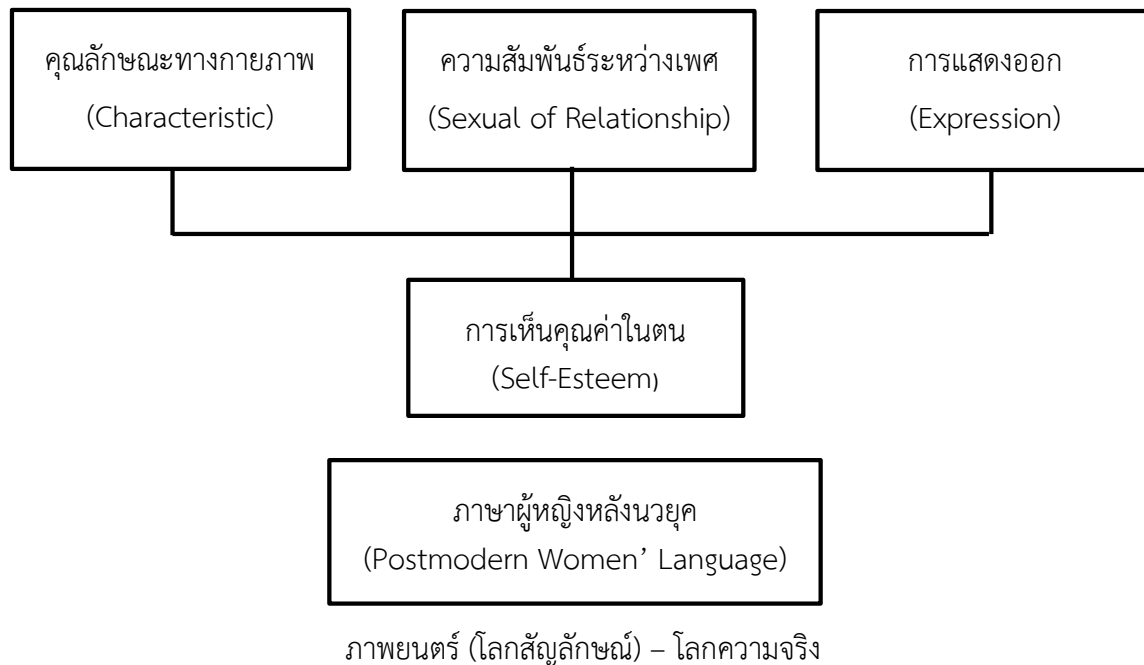 คุณลักษณะทางกายภาพ
(Characteristic)
ความสัมพันธ์ระหว่างเพศ
(Sexual of Relationship)
การแสดงออก
(Expression)
การเห็นคุณค่าในตน
(Self-Esteem)
ภาษาผู้หญิงหลังนวยุค
(Postmodern Women’ Language)
ภาพยนตร์ (โลกสัญลักษณ์) – โลกความจริง